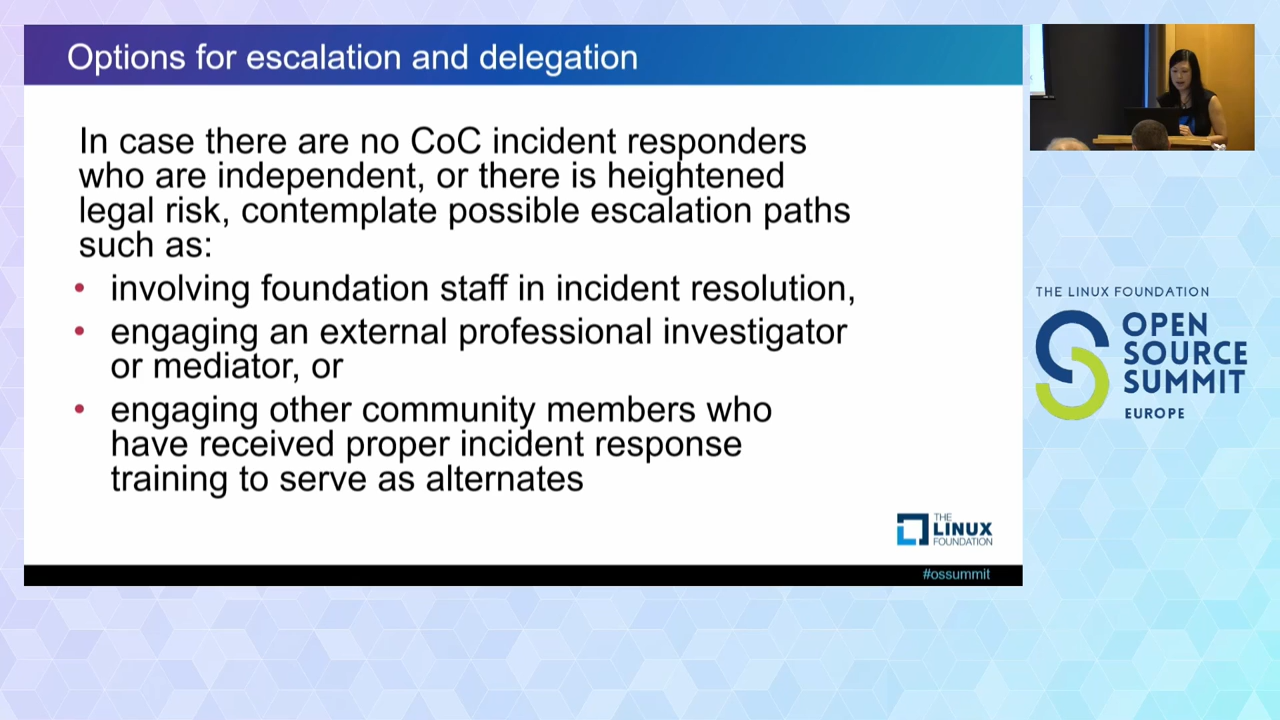 Options for escalation and delegation
In case there are no CoC incident responders
who are independent, or there is heightened
legal risk, contemplate possible escalation paths
such as:
• involving foundation staff in incident resolution,
• engaging an external professional investigator
or mediator, or
• engaging other community members who
have received proper incident response
training to serve as alternates
THE
LINUX
FOUNDATION
#ossummit
THE LINUX FOUNDATION
OPEN
SOURCE
SUMMIT
EUROPE